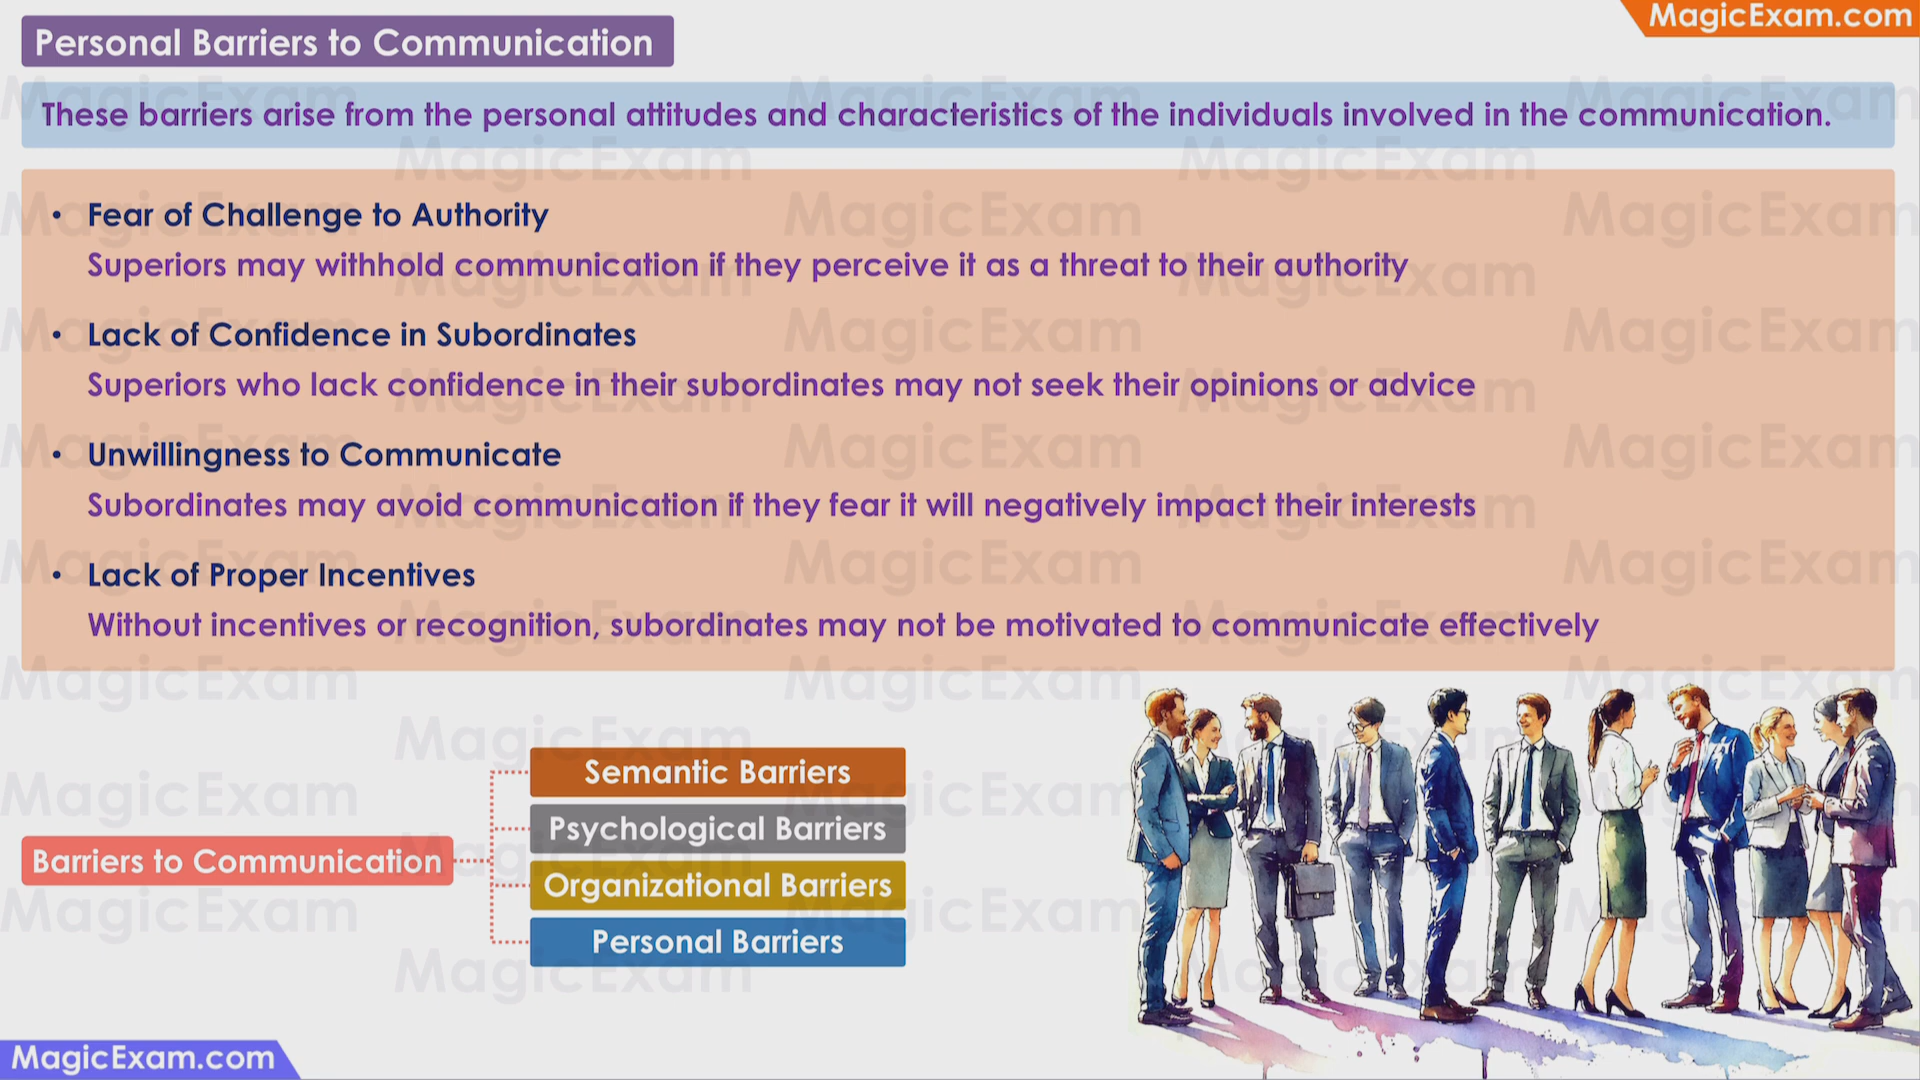 Personal Barriers to Communication
MagicExam.com
These barriers arise from the personal attitudes and characteristics of the individuals involved in the communication.
• Fear of Challenge to Authority
Superiors may withhold communication if they perceive it as a threat to their authority
• Lack of Confidence in Subordinates
Superiors who lack confidence in their subordinates may not seek their opinions or advice
• Unwillingness to Communicate
Subordinates may avoid communication if they fear it will negatively impact their interests
• Lack of Proper Incentives
Without incentives or recognition, subordinates may not be motivated to communicate effectively
Barriers to Communication
Semantic Barriers
Psychological Barriers
Organizational Barriers
Personal Barriers
MagicExam.com
MagicExam